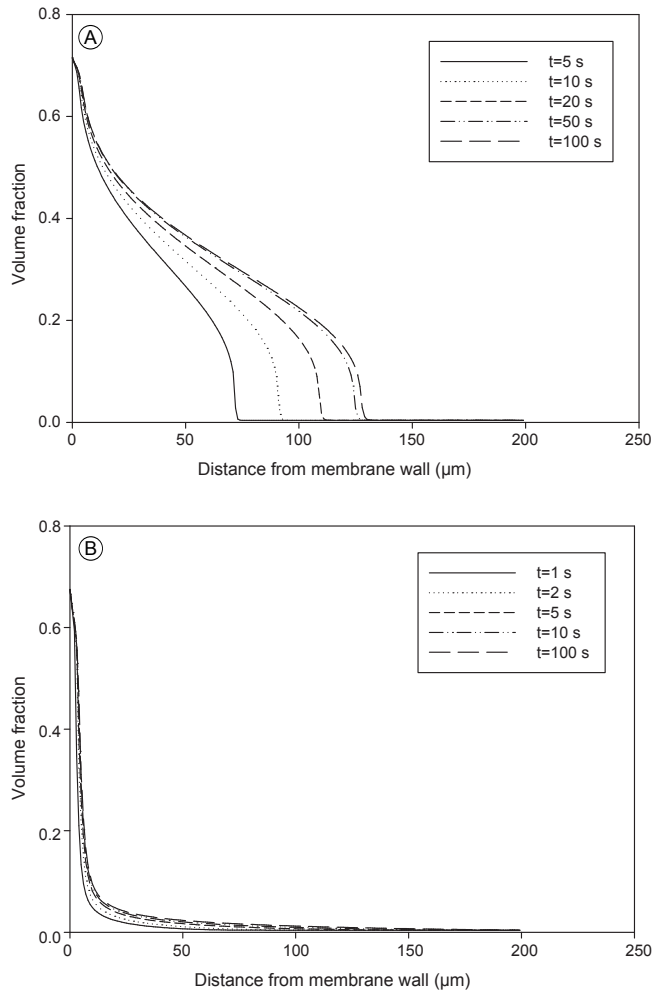 A
t=5 s
t=10 s
t=20 s
t=50 s
t=100 s
0.8
0.6
0.4
0.2
0.0
Volume fraction
0 50 100 150 200 250
Distance from membrane wall (µm)
B
t=1 s
t=2 s
t=5 s
t=10 s
t=100 s
0.8
0.6
0.4
0.2
0.0
Volume fraction
0 50 100 150 200 250
Distance from membrane wall (µm)